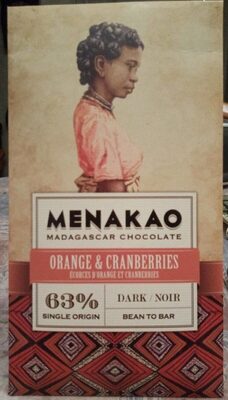 MENAKAO
MADAGASCAR CHOCOLATE
ORANGE & CRANBERRIES
ÉCORCES D'ORANGE ET CRANBERRIES
63%
SINGLE ORIGIN
DARK / NOIR
BEAN TO BAR